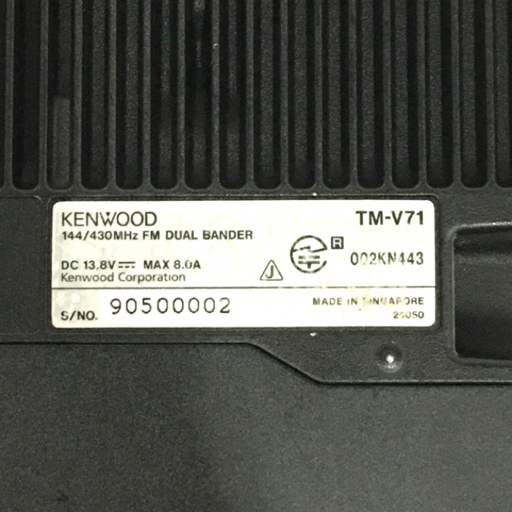 KENWOOD TM-V71
144/430MHz FM DUAL BANDER
R 002KN443
DC 13.8V MAX 8.0A
J
Kenwood Corporation
S/NO. 90500002 MADE IN SINGAPORE